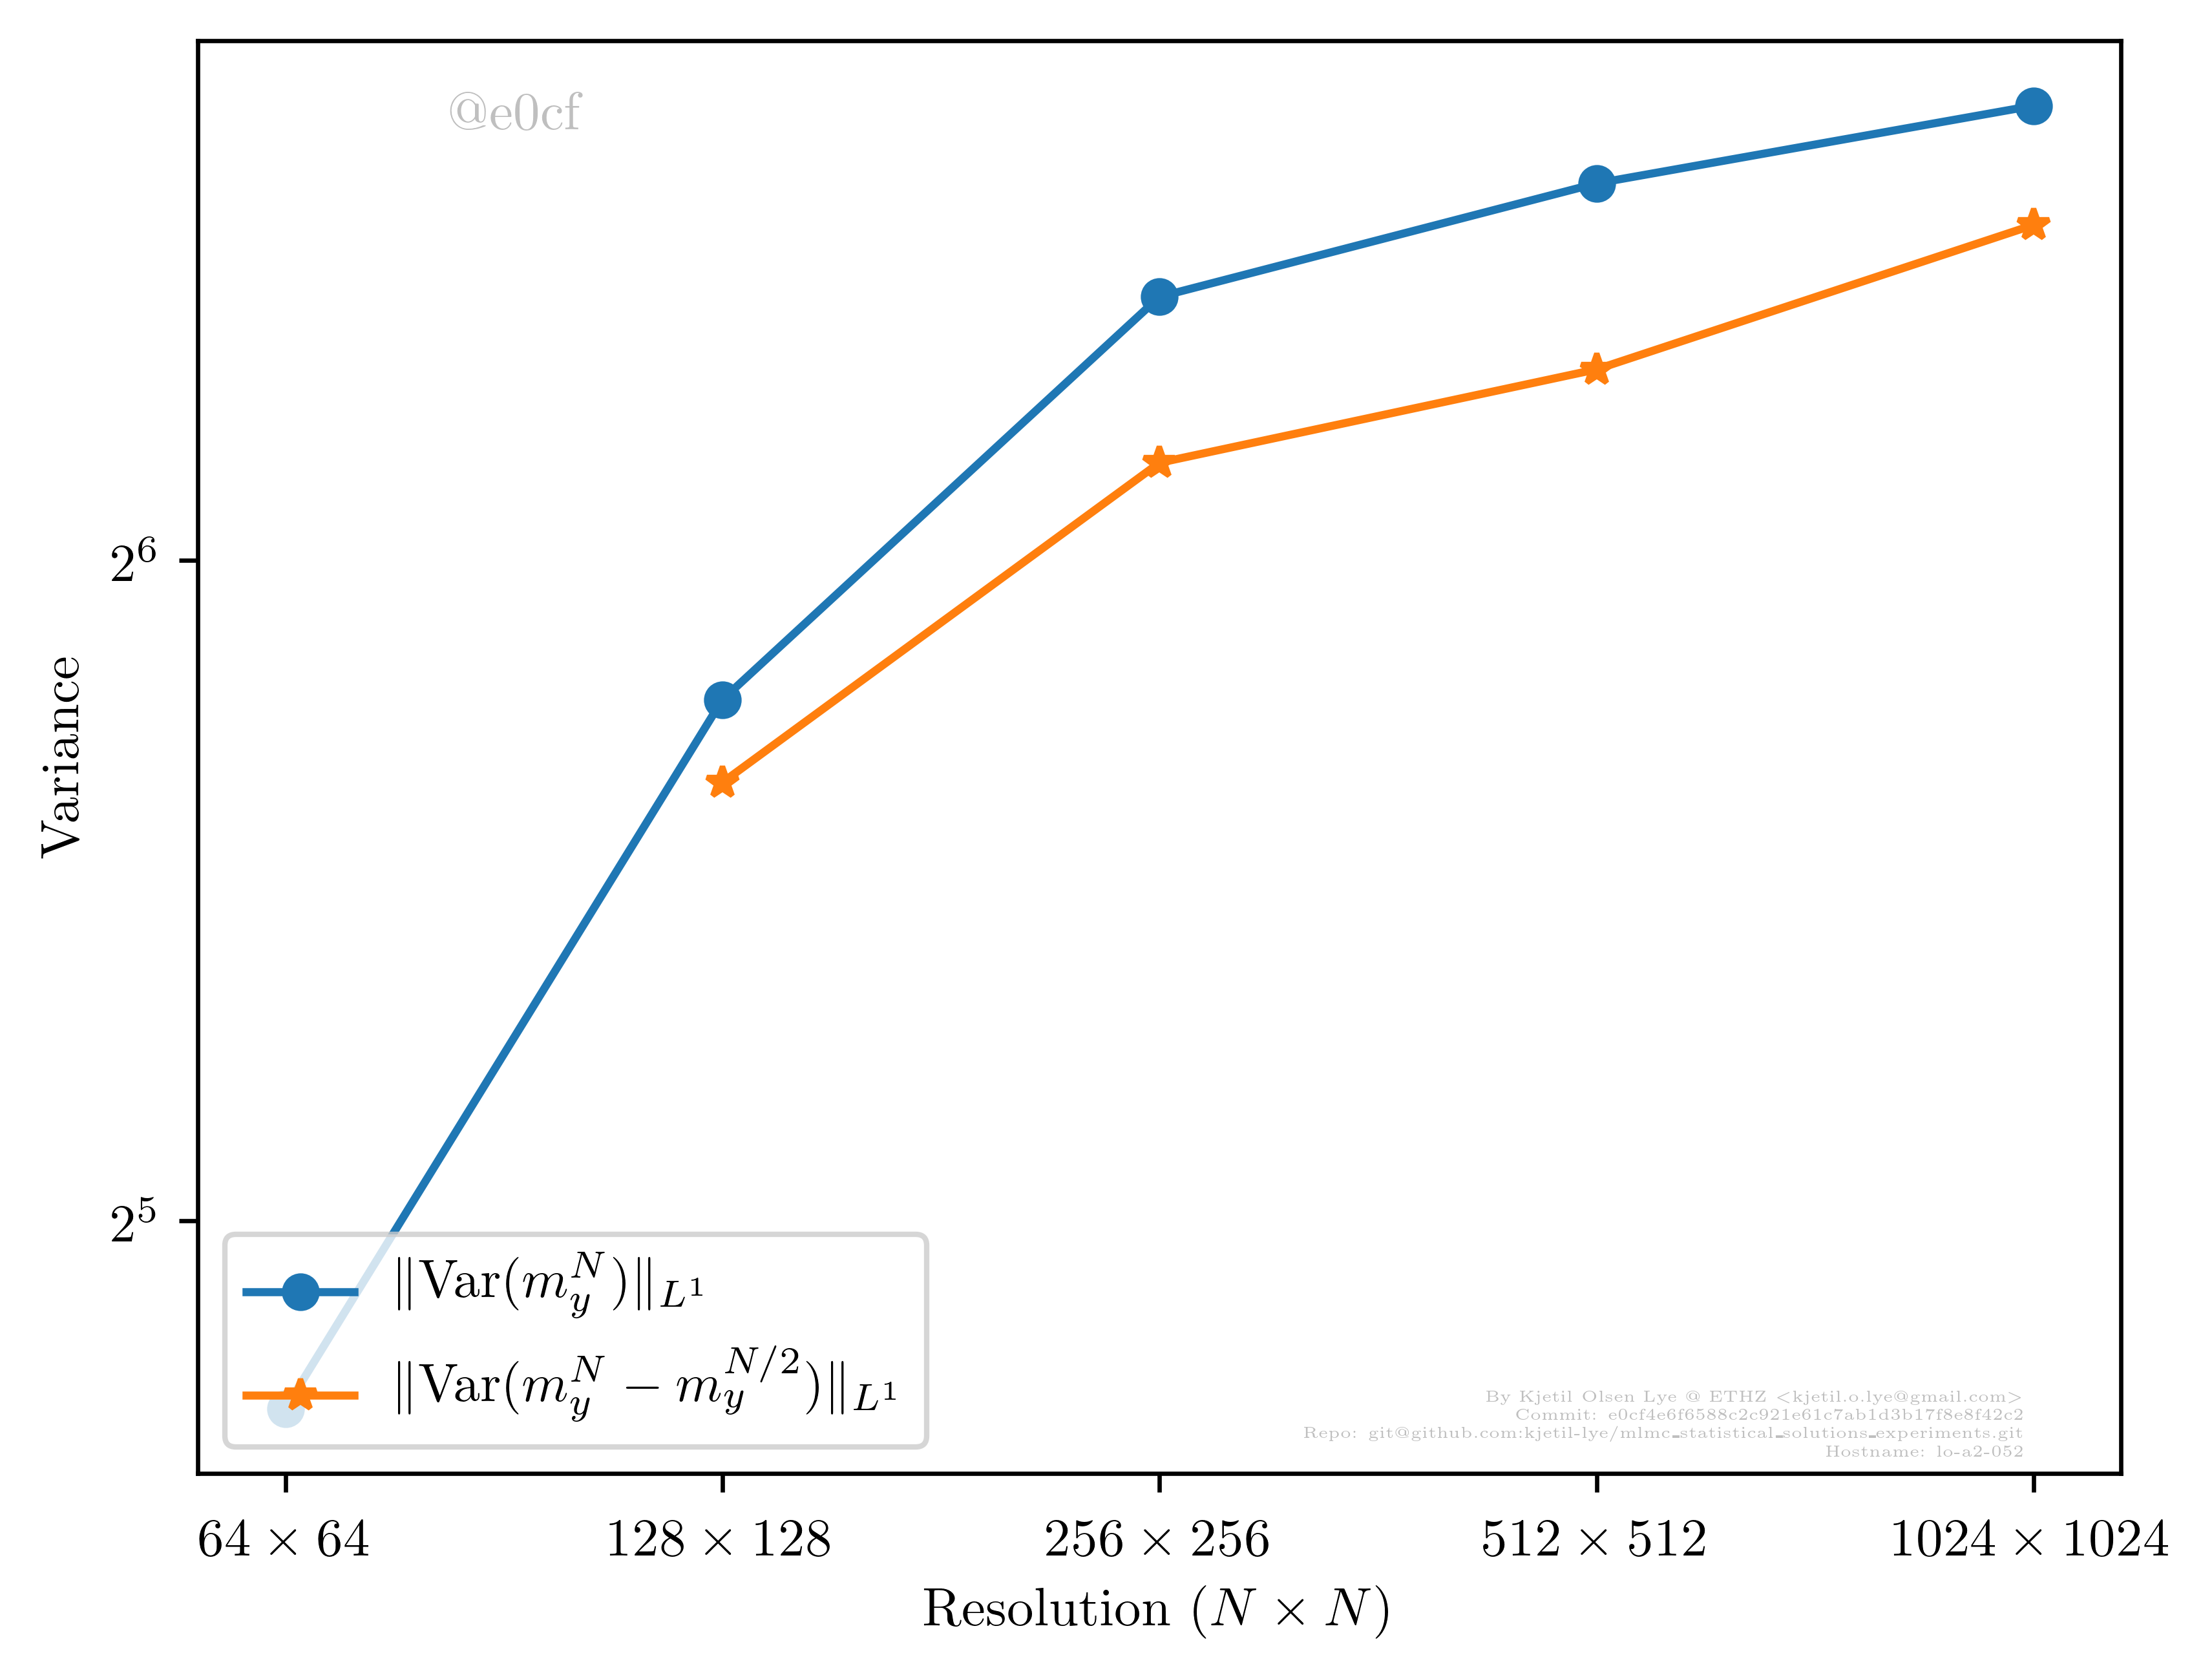 @e0cf
2^6
Variance
2^5
‖Var(m_y^N)‖_{L^1}
‖Var(m_y^N − m_y^{N/2})‖_{L^1}
By Kjetil Olsen Lye @ ETHZ <kjetil.o.lye@gmail.com>
Commit: e0cf4e6f6588c2c921e61c7ab1d3b17f8e8f42c2
Repo: git@github.com:kjetil-lye/mlmc_statistical_solutions_experiments.git
Hostname: lo-a2-052
64 × 64 128 × 128 256 × 256 512 × 512 1024 × 1024
Resolution (N × N)